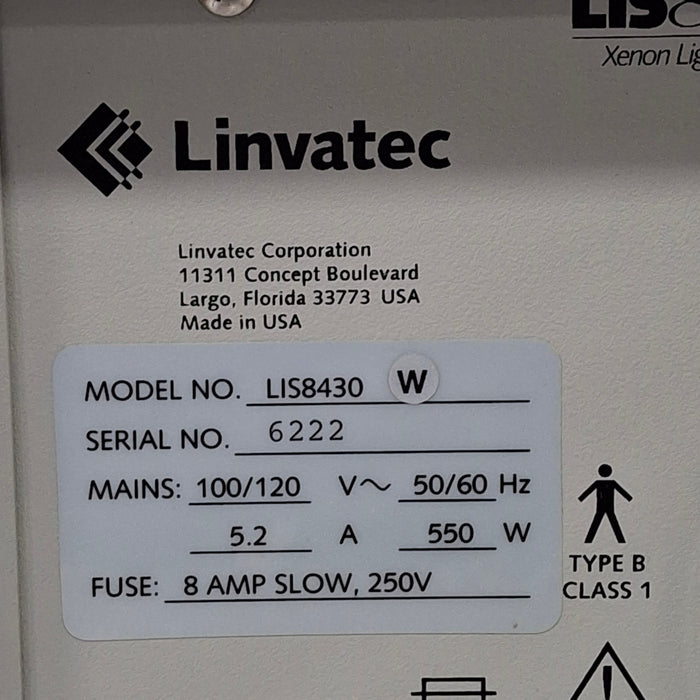 Xenon
Linvatec
Linvatec Corporation
11311 Concept Boulevard
Largo, Florida 33773 USA
Made in USA
MODEL NO. LIS8430 W
SERIAL NO. 6222
MAINS: 100/120 V~ 50/60 Hz
5.2 A 550 W
FUSE: 8 AMP SLOW, 250V
TYPE B
CLASS 1